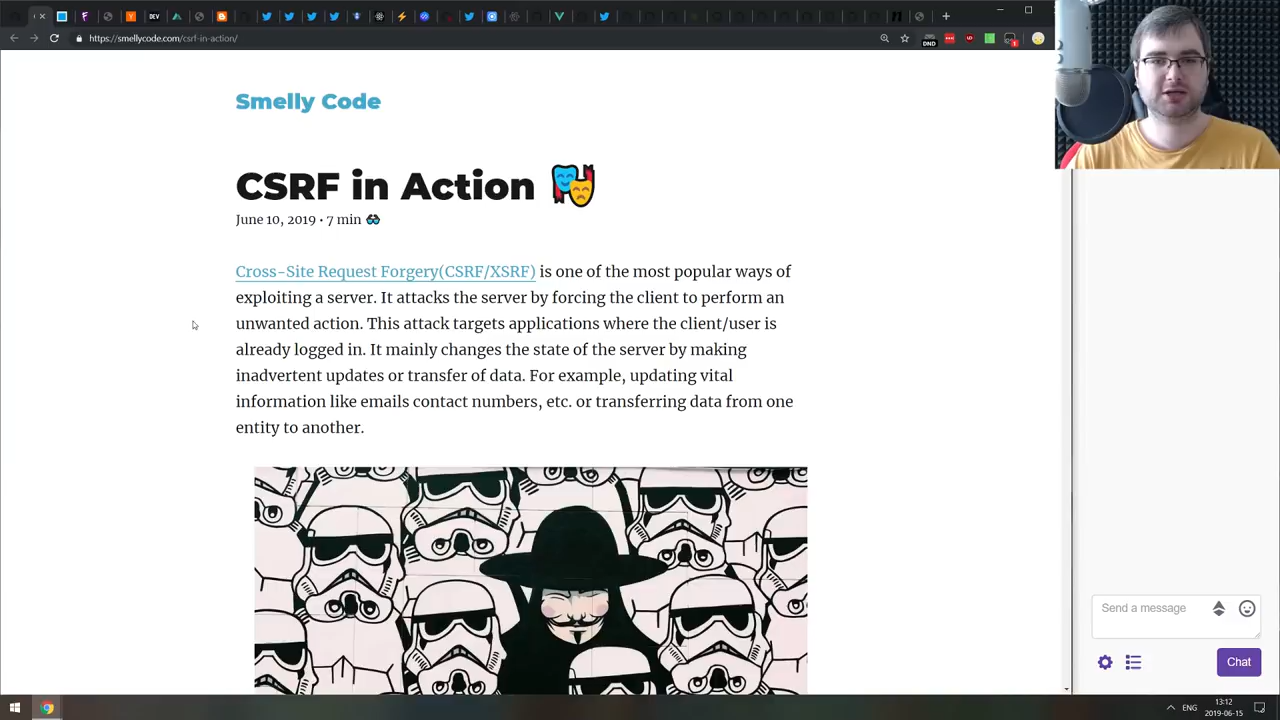 DEV
https://smellycode.com/csrf-in-action/
DND
Smelly Code
CSRF in Action
June 10, 2019 • 7 min
Cross-Site Request Forgery(CSRF/XSRF) is one of the most popular ways of
exploiting a server. It attacks the server by forcing the client to perform an
unwanted action. This attack targets applications where the client/user is
already logged in. It mainly changes the state of the server by making
inadvertent updates or transfer of data. For example, updating vital
information like emails contact numbers, etc. or transferring data from one
entity to another.
Send a message
Chat
ENG
13:12
2019-06-15